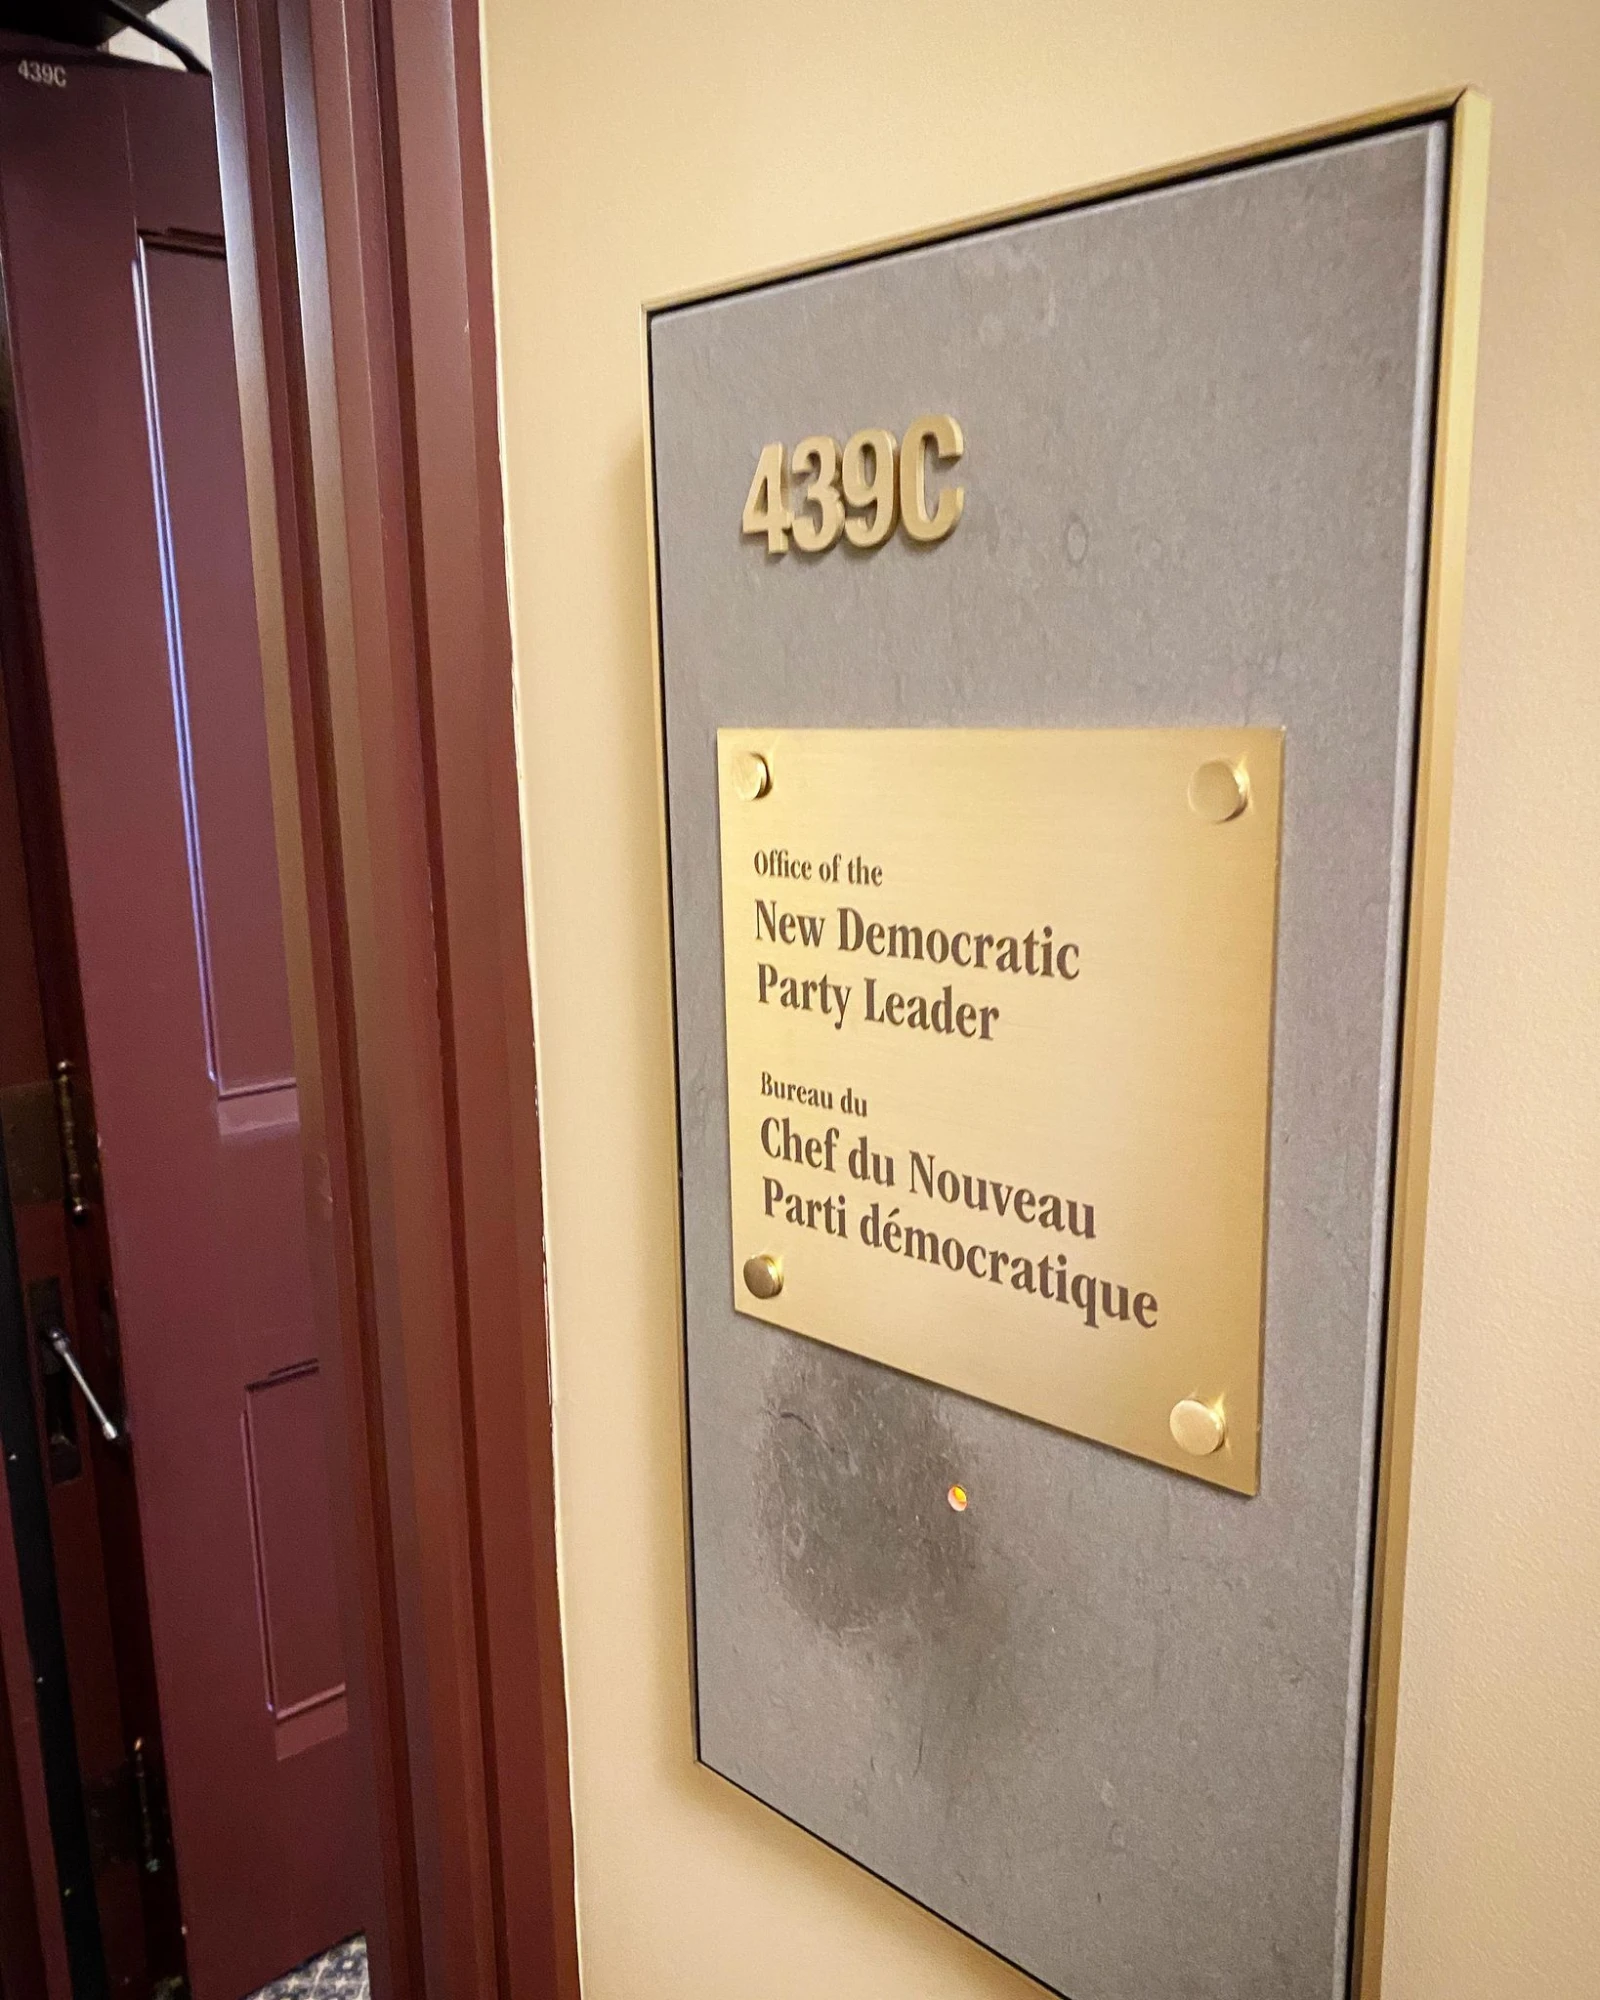 439C
439C
Office of the
New Democratic
Party Leader
Bureau du
Chef du Nouveau
Parti démocratique